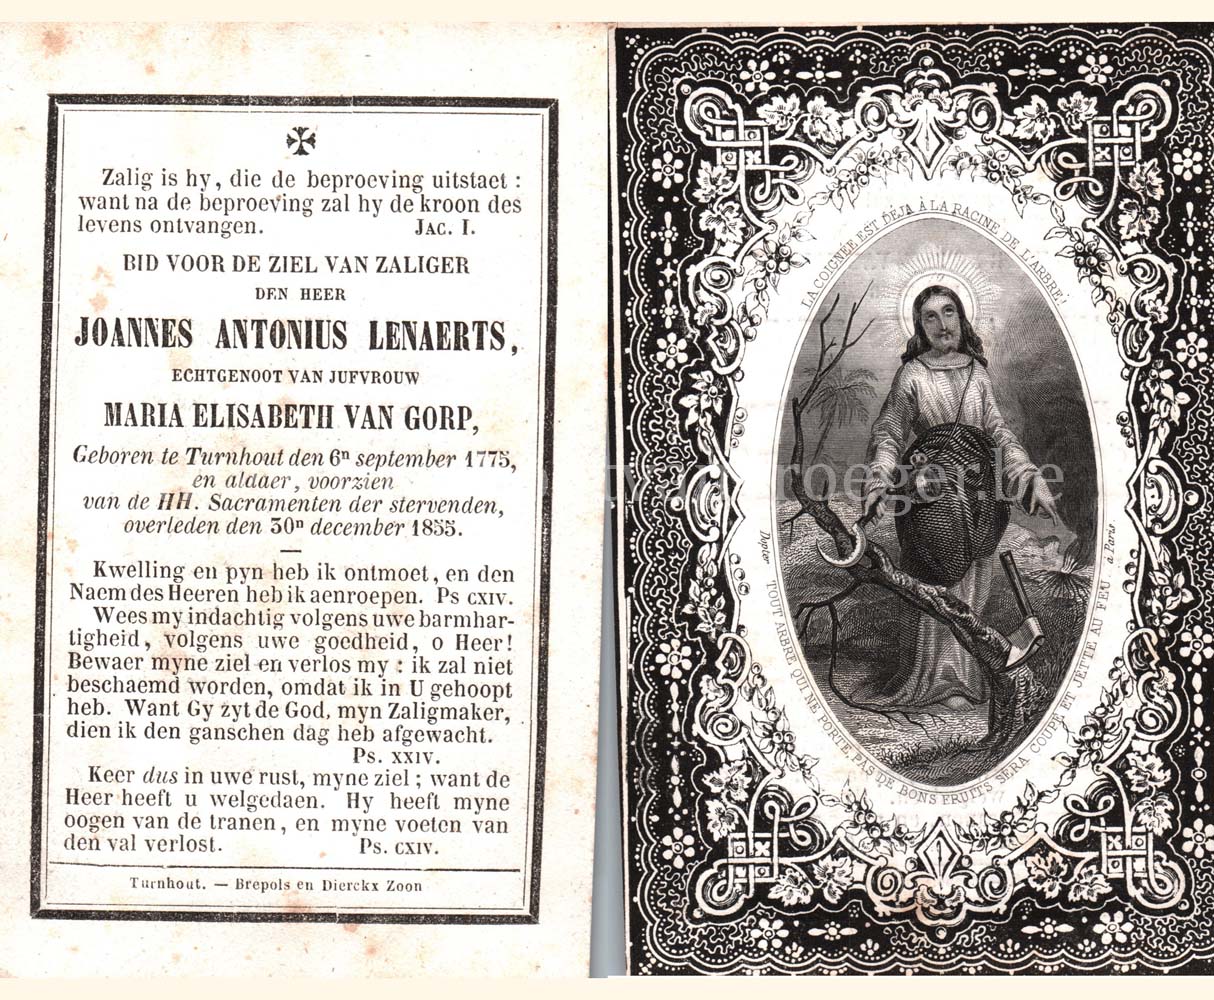 Zalig is hy, die de beproeving uitstaet :
want na de beproeving zal hy de kroon des
levens ontvangen. JAC. I.
BID VOOR DE ZIEL VAN ZALIGER
DEN HEER
JOANNES ANTONIUS LENAERTS,
ECHTGENOOT VAN JUFVROUW
MARIA ELISABETH VAN GORP,
Geboren te Turnhout den 6n september 1775,
en aldaer, voorzien
van de HH. Sacramenten der stervenden,
overleden den 30n december 1855.
Kwelling en pyn heb ik ontmoet, en den
Naem des Heeren heb ik aenroepen. Ps CXIV.
Wees my indachtig volgens uwe barmhar-
tigheid, volgens uwe goedheid, o Heer!
Bewaer myne ziel en verlos my : ik zal niet
beschaemd worden, omdat ik in U gehoopt
heb. Want Gy zyt de God, myn Zaligmaker,
dien ik den ganschen dag heb afgewacht.
Ps. XXIV.
Keer dus in uwe rust, myne ziel ; want de
Heer heeft u welgedaen. Hy heeft myne
oogen van de tranen, en myne voeten van
den val verlost. Ps. CXIV.
Turnhout. — Brepols en Dierckx Zoon
LA COIGNÉE EST DÉJA À LA RACINE DE L'ARBRE;
TOUT ARBRE QUI NE PORTE PAS DE BONS FRUITS SERA COUPÉ ET JETTÉ AU FEU.
Dopter
à Paris.